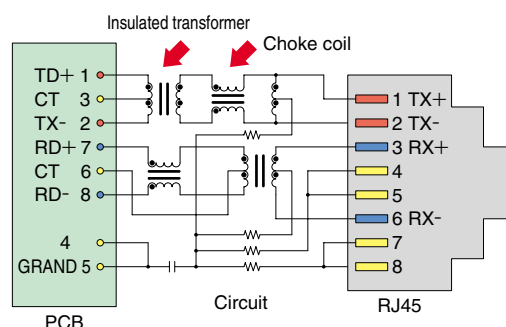 Insulated transformer
Choke coil
TD+ 1
CT 3
TX- 2
RD+ 7
CT 6
RD- 8
4
GRAND 5
PCB
Circuit
1 TX+
2 TX-
3 RX+
4
5
6 RX-
7
8
RJ45